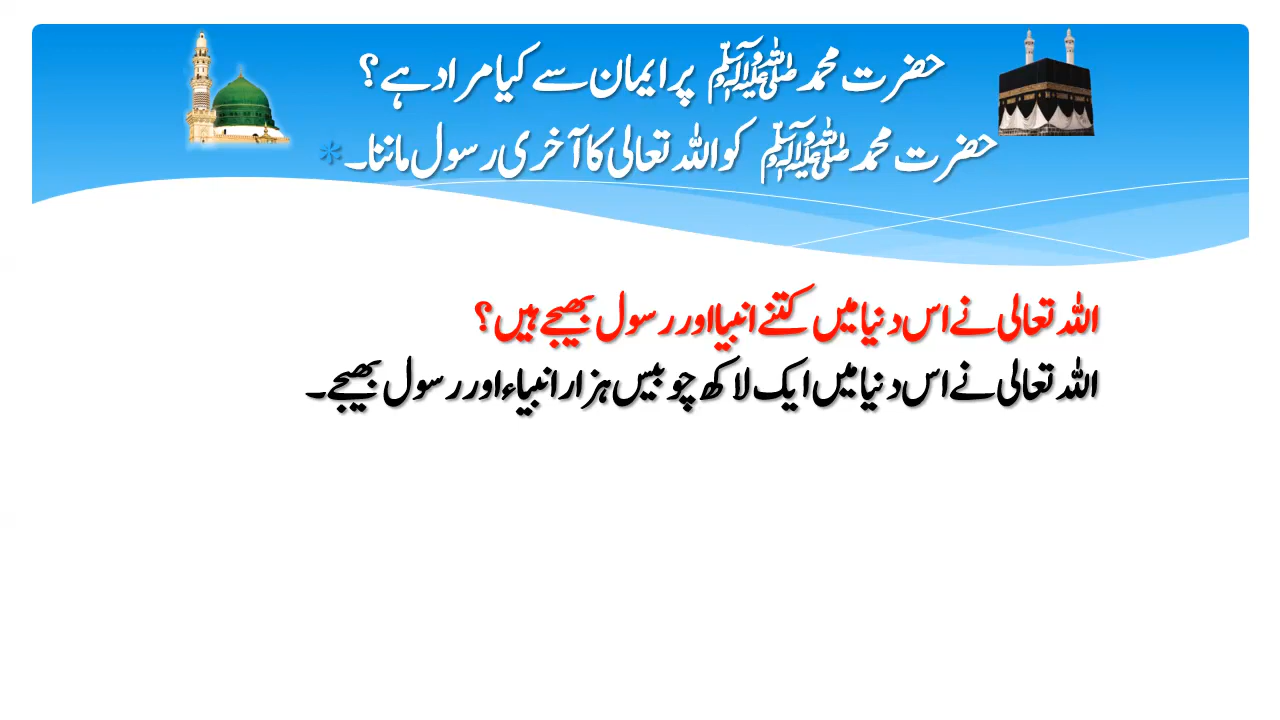 حضرت محمد ﷺ پر ایمان سے کیا مراد ہے؟
حضرت محمد ﷺ کو اللہ تعالی کا آخری رسول ماننا۔*
اللہ تعالی نے اس دنیا میں کتنے انبیا اور رسول بھیجے ہیں؟
اللہ تعالی نے اس دنیا میں ایک لاکھ چوبیس ہزار انبیاء اور رسول بھیجے۔